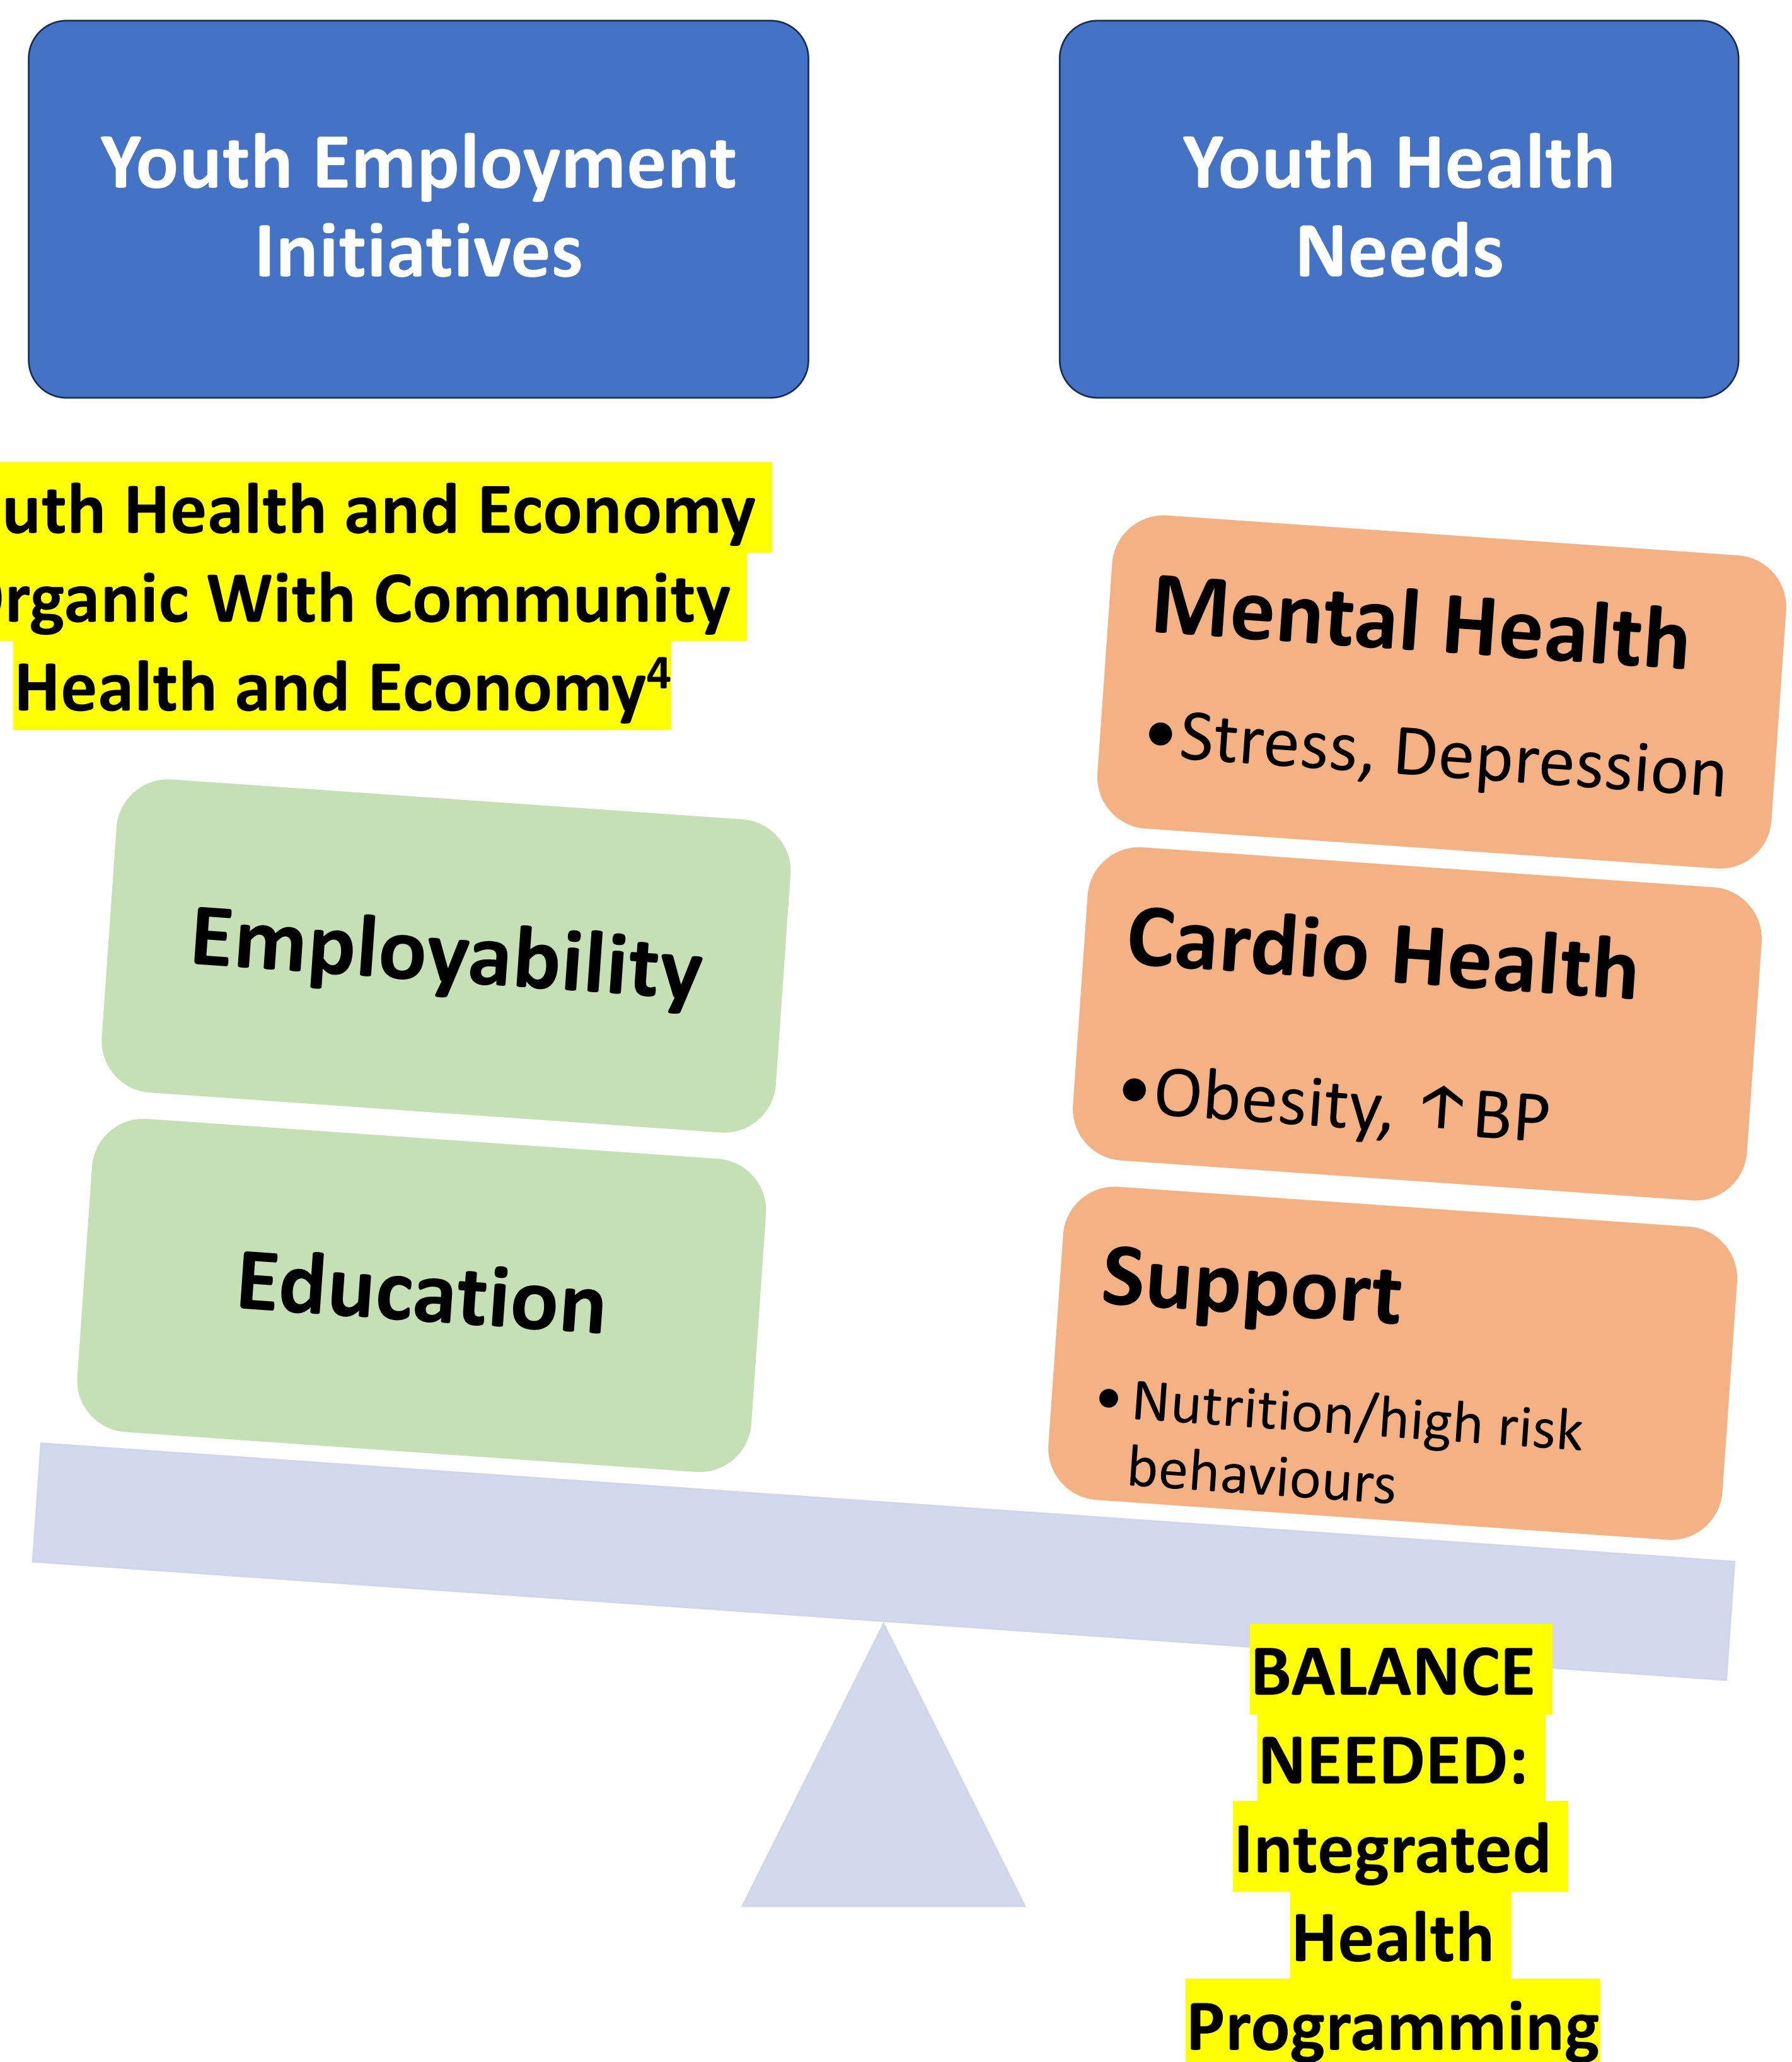 Youth Employment
Initiatives
Youth Health
Needs
uth Health and Economy
rganic With Community
Health and Economy⁴
Employability
Education
Mental Health
•Stress, Depression
Cardio Health
•Obesity, ↑BP
Support
• Nutrition/high risk
behaviours
BALANCE
NEEDED:
Integrated
Health
Programming